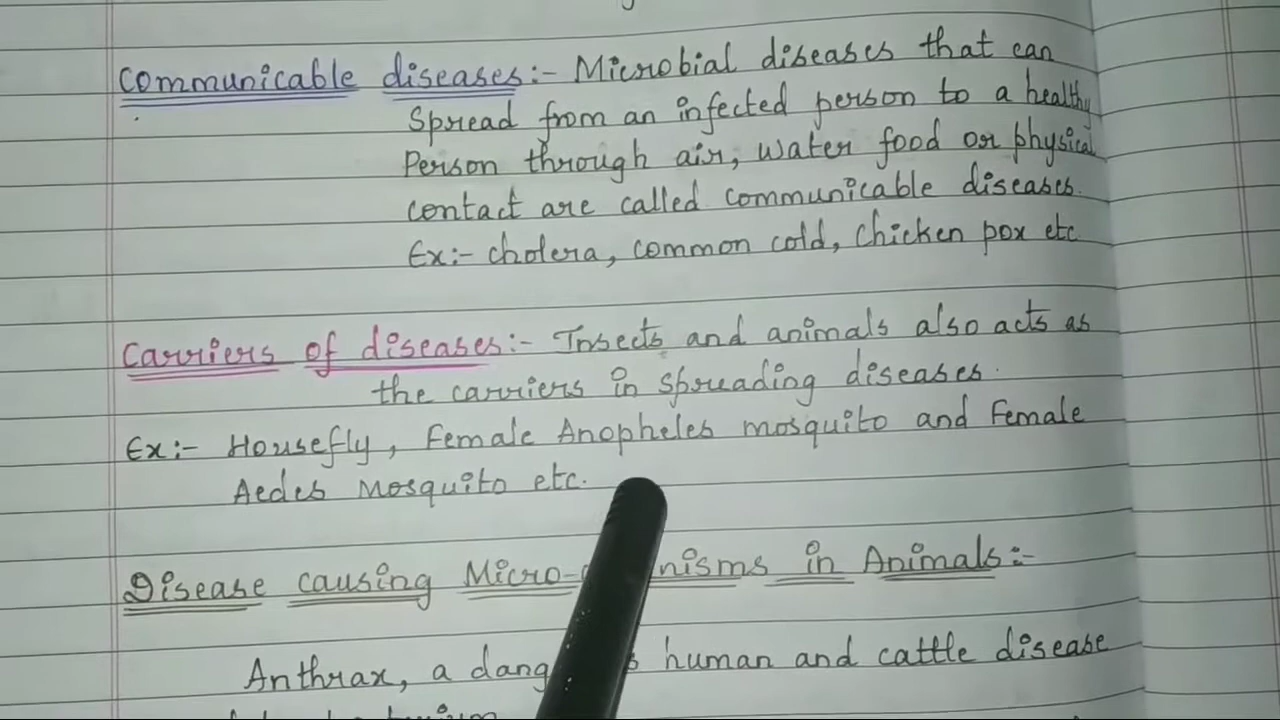 Communicable diseases:- Microbial diseases that can
Spread from an infected person to a healthy
Person through air, water food or physical
contact are called communicable diseases.
Ex:- cholera, common cold, chicken pox etc
Carriers of diseases:- Insects and animals also acts as
the carriers in spreading diseases.
Ex:- Housefly, Female Anopheles mosquito and Female
Aedes Mosquito etc.
Disease causing Micro- nisms in Animals:-
Anthrax, a dang s human and cattle disease